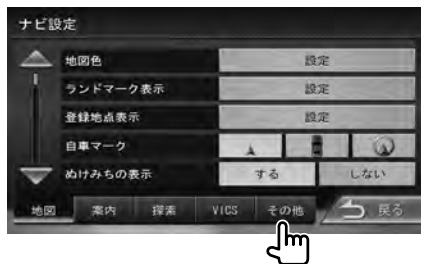 ナビ設定
地図色 設定
ランドマーク表示 設定
登録地点表示 設定
自車マーク
ぬけみちの表示 する しない
地図 案内 探索 VICS その他 戻る